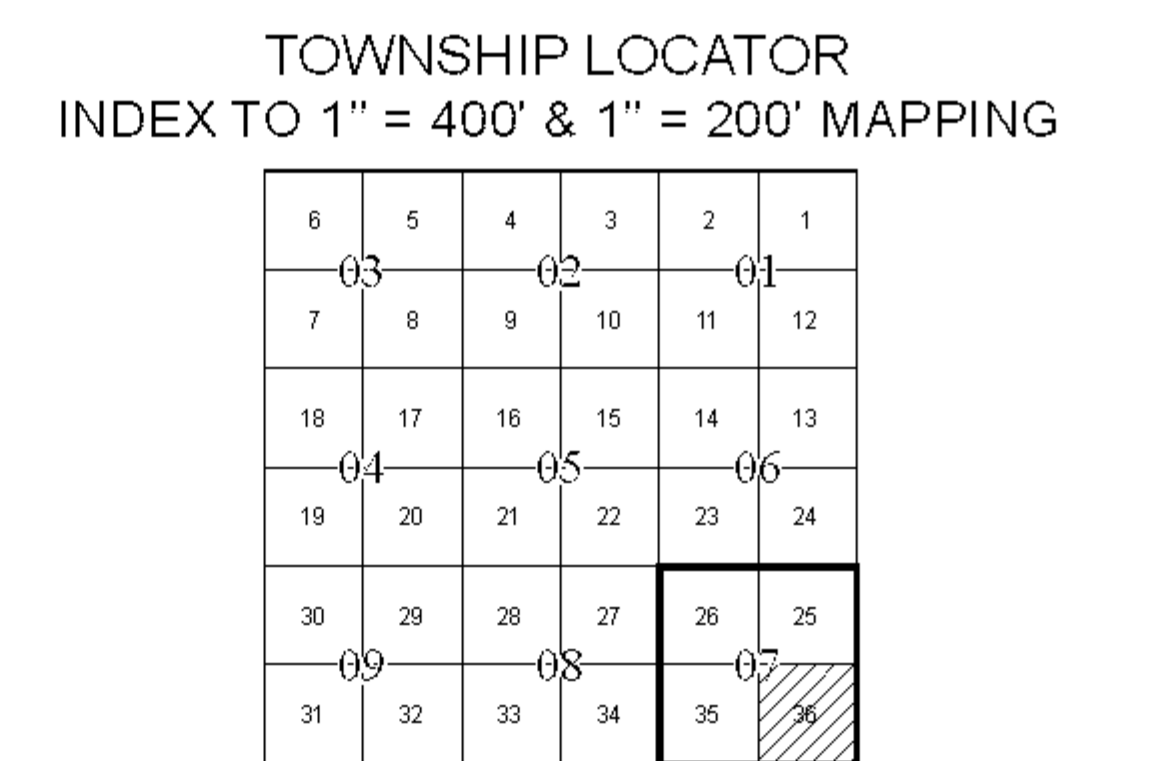 TOWNSHIP LOCATOR
INDEX TO 1" = 400' & 1" = 200' MAPPING
6 5 4 3 2 1
03 02 01
7 8 9 10 11 12
18 17 16 15 14 13
04 05 06
19 20 21 22 23 24
30 29 28 27 26 25
09 08 07
31 32 33 34 35 36